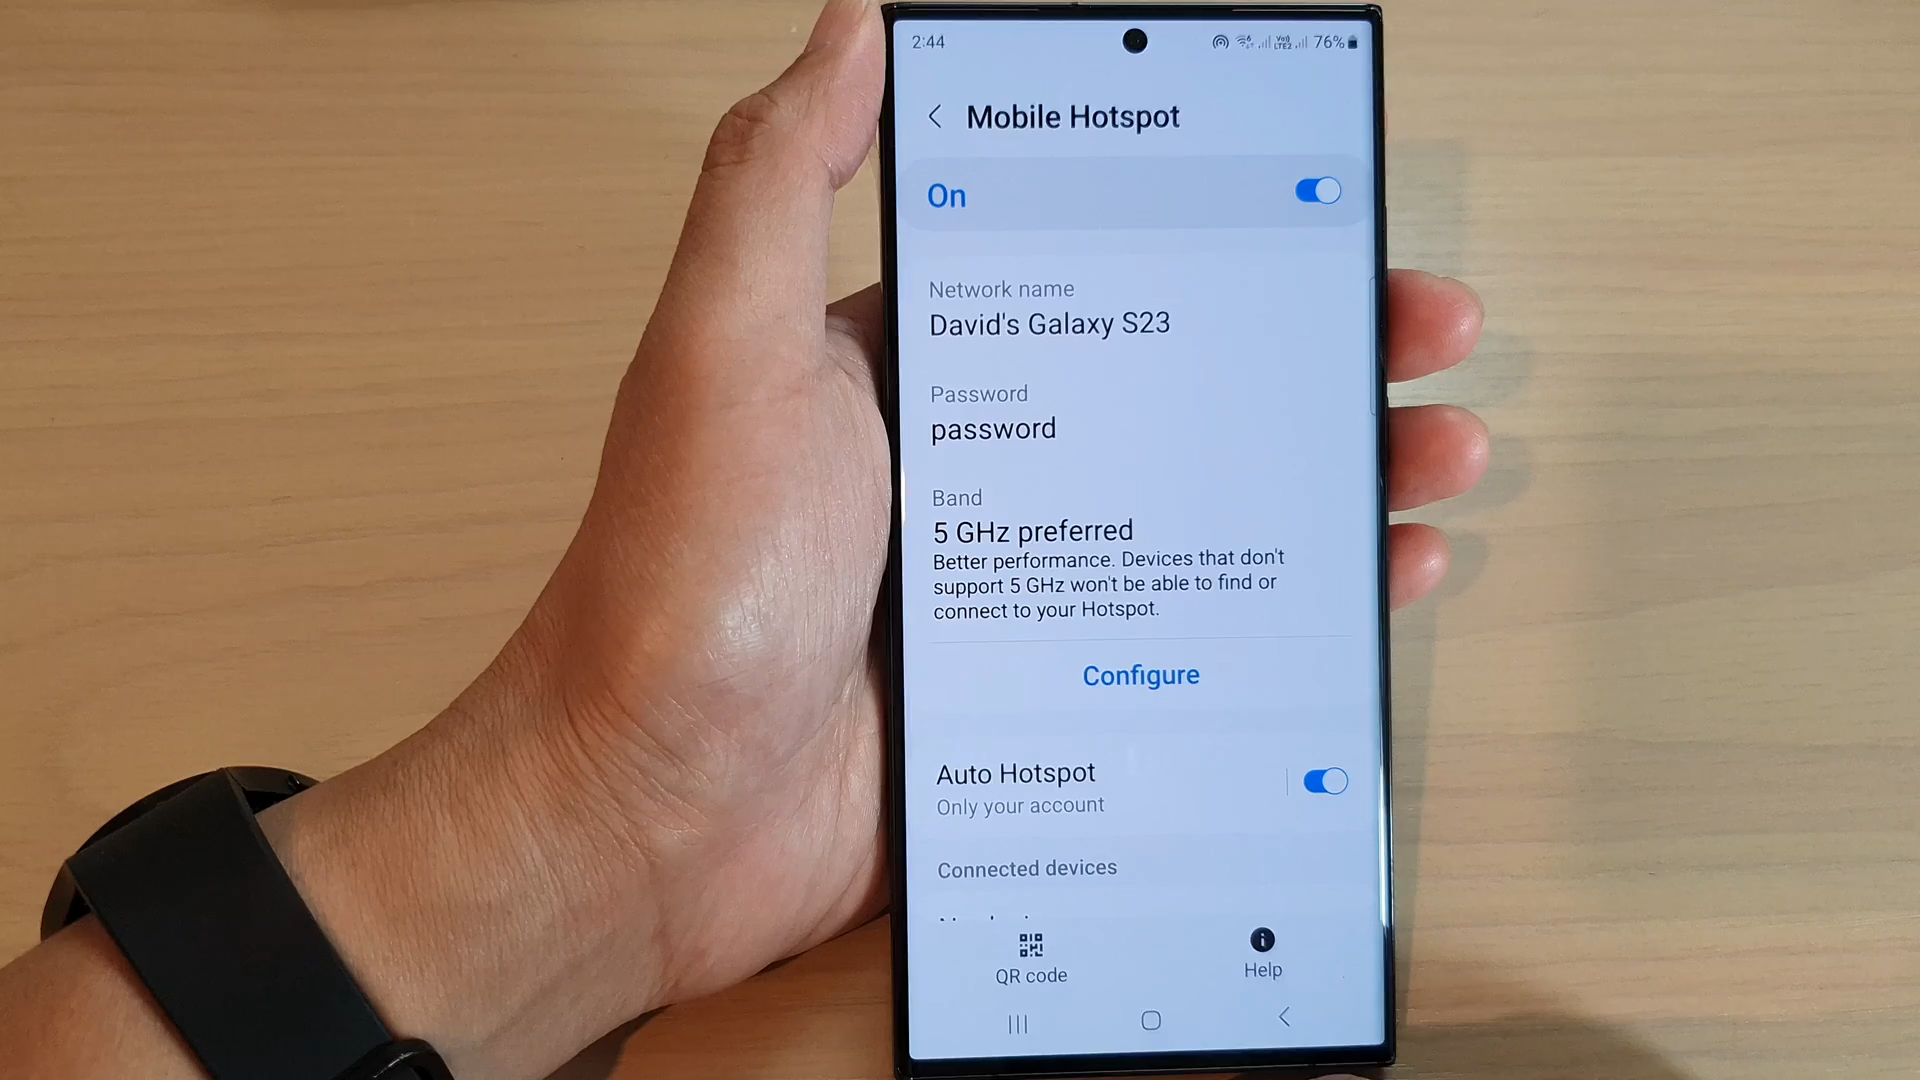 2:44
Vo))
LTE2
76%
Mobile Hotspot
On
Network name
David's Galaxy S23
Password
password
Band
5 GHz preferred
Better performance. Devices that don't
support 5 GHz won't be able to find or
connect to your Hotspot.
Configure
Auto Hotspot
Only your account
Connected devices
QR code
Help